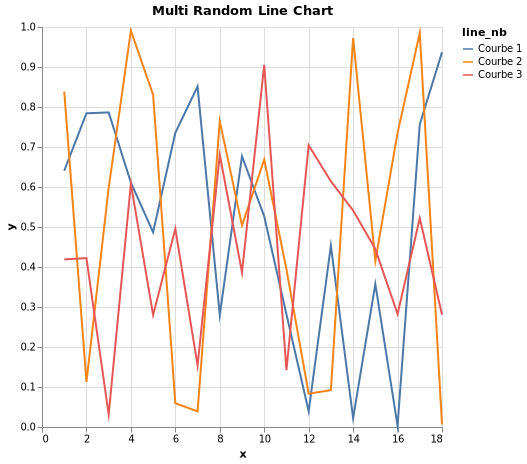 Multi Random Line Chart
line_nb
Courbe 1
Courbe 2
Courbe 3
1.0
0.9
0.8
0.7
0.6
0.5
0.4
0.3
0.2
0.1
0.0
y
0 2 4 6 8 10 12 14 16 18
x